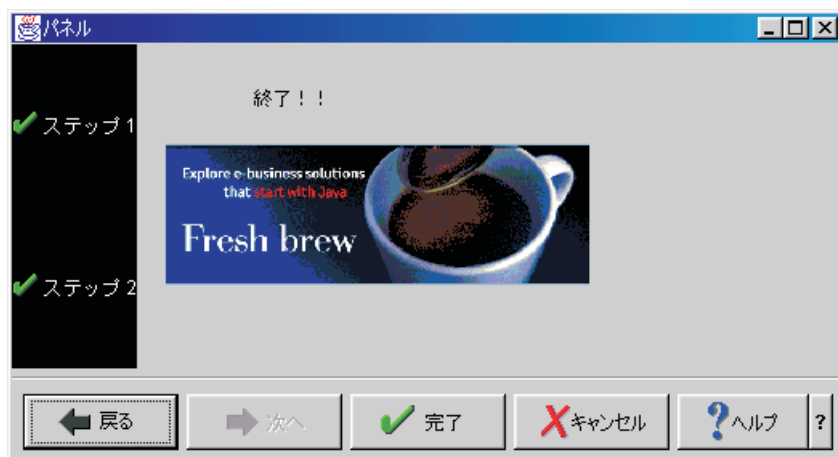 パネル
ステップ 1
ステップ 2
終了！！
Explore e-business solutions
that start with Java
Fresh brew
戻る
次へ
完了
キャンセル
ヘルプ
?